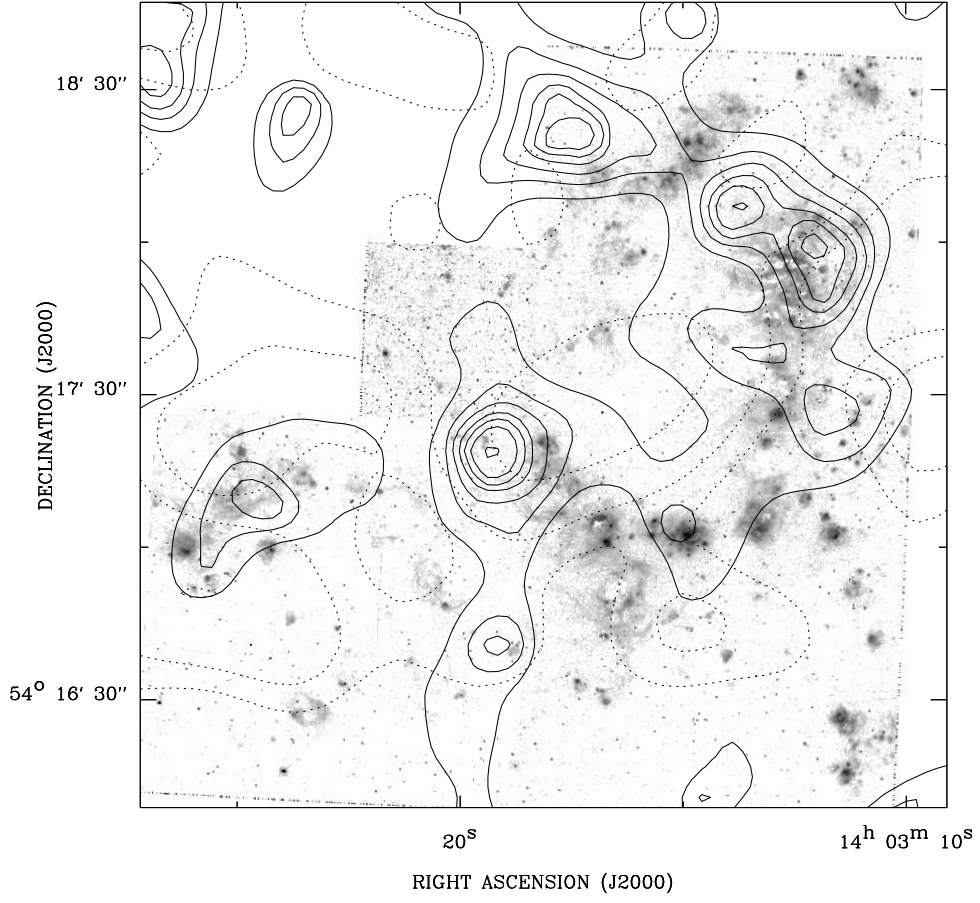 18' 30''
17' 30''
54° 16' 30''
DECLINATION (J2000)
20ˢ 14ʰ 03ᵐ 10ˢ
RIGHT ASCENSION (J2000)